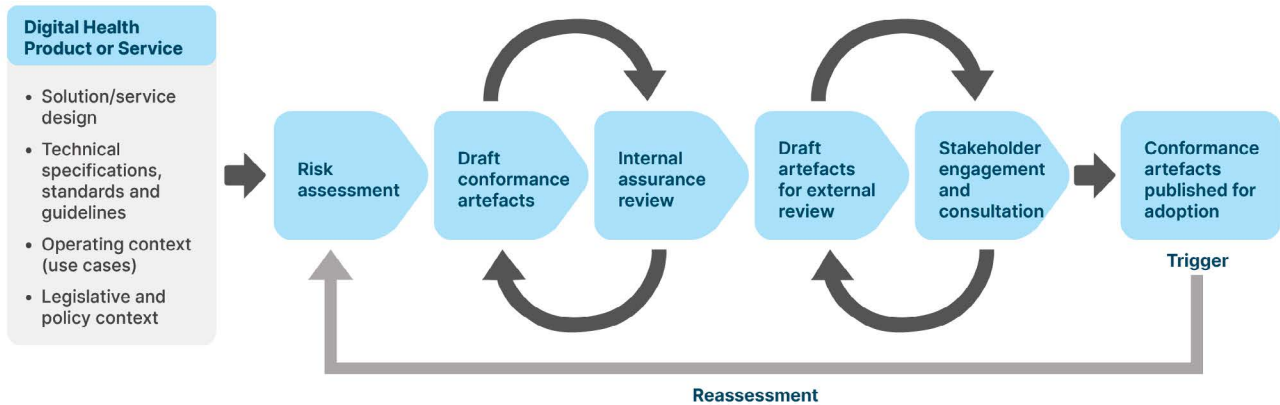 Digital Health
Product or Service
• Solution/service
design
• Technical
specifications,
standards and
guidelines
• Operating context
(use cases)
• Legislative and
policy context
Risk
assessment
Draft
conformance
artefacts
Internal
assurance
review
Draft
artefacts
for external
review
Stakeholder
engagement
and
consultation
Conformance
artefacts
published for
adoption
Trigger
Reassessment